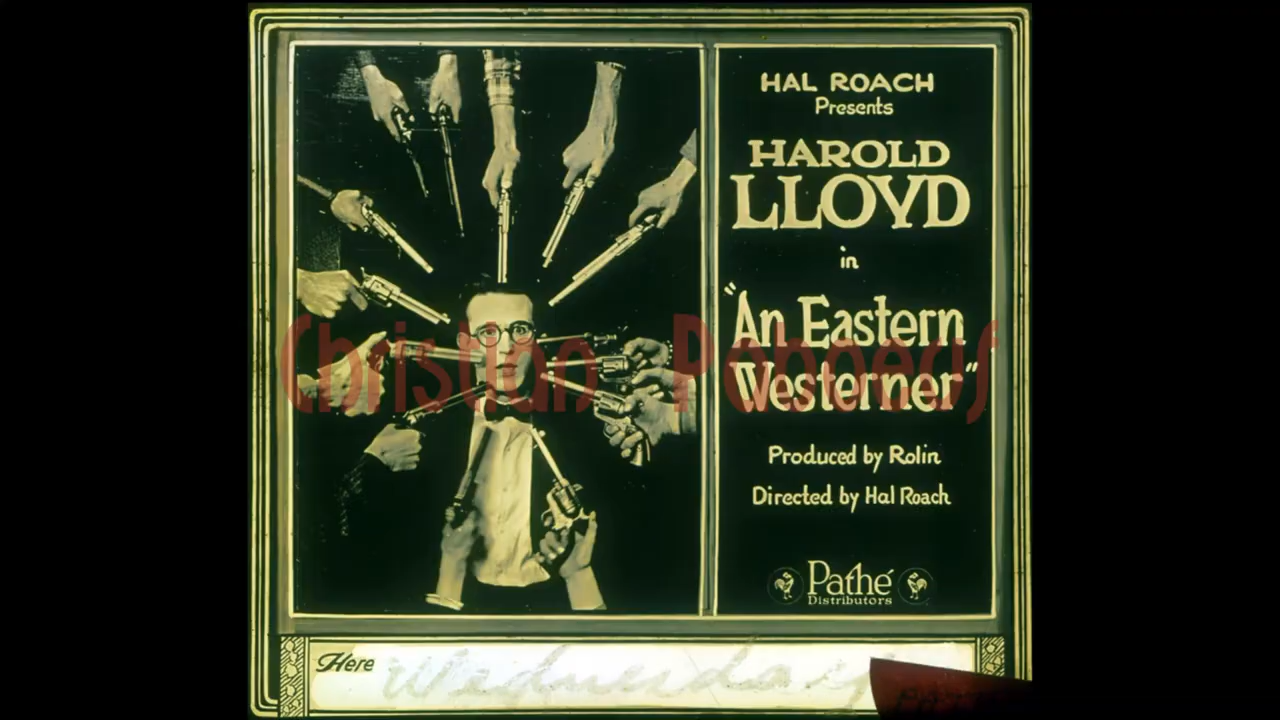 HAL ROACH
Presents
HAROLD
LLOYD
in
"An Eastern
Westerner"
Produced by Rolin
Directed by Hal Roach
Pathé
Distributors
Here Wednesday
Christian